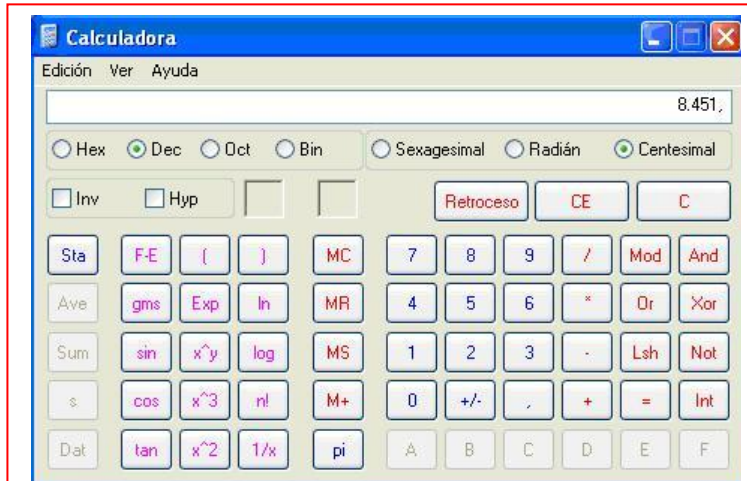 Calculadora
Edición Ver Ayuda
8.451,
Hex Dec Oct Bin Sexagesimal Radián Centesimal
Inv Hyp Retroceso CE C
Sta F-E ( ) MC 7 8 9 / Mod And
Ave gms Exp ln MR 4 5 6 * Or Xor
Sum sin x^y log MS 1 2 3 - Lsh Not
s cos x^3 n! M+ 0 +/- , + = Int
Dat tan x^2 1/x pi A B C D E F